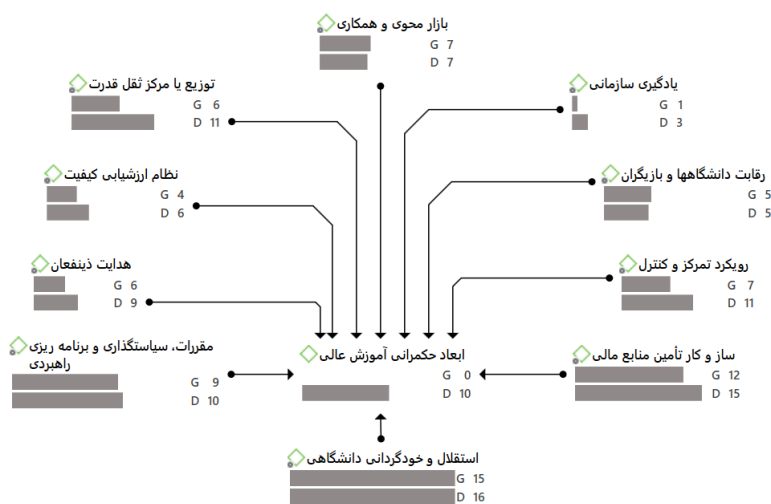 بازار محوی و همکاری
G 7
D 7
توزیع یا مرکز ثقل قدرت
G 6
D 11
یادگیری سازمانی
G 1
D 3
نظام ارزشیابی کیفیت
G 4
D 6
رقابت دانشگاهها و بازیگران
G 5
D 5
هدایت ذینفعان
G 6
D 9
رویکرد تمرکز و کنترل
G 7
D 11
مقررات، سیاستگذاری و برنامه ریزی
راهبردی
G 9
D 10
ابعاد حکمرانی آموزش عالی
G 0
D 10
ساز و کار تأمین منابع مالی
G 12
D 15
استقلال و خودگردانی دانشگاهی
G 15
D 16